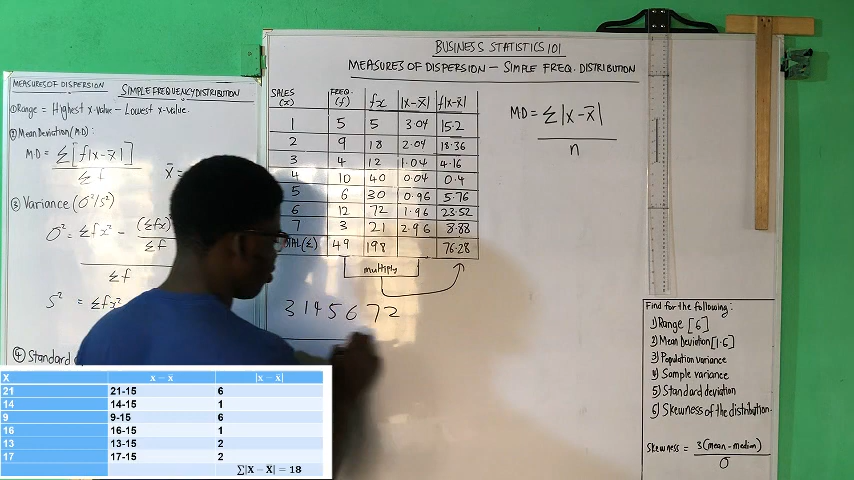 MEASURES OF DISPERSION
SIMPLE FREQUENCY DISTRIBUTION
① Range = Highest x-value - Lowest x-value.
② Mean Deviation (M.D):
M.D = Σ[f|x-x̄|]
Σf
x̄ =
③ Variance (σ²/s²)
σ² = Σfx² - (Σfx)²
Σf
Σf
s² = Σfx²
④ Standard
BUSINESS STATISTICS 101
MEASURES OF DISPERSION - SIMPLE FREQ. DISTRIBUTION
SALES (x) FREQ. (f) fx |x-x̄| f|x-x̄|
1 5 5 3.04 15.2
2 9 18 2.04 18.36
3 4 12 1.04 4.16
4 10 40 0.04 0.4
5 6 30 0.96 5.76
6 12 72 1.96 23.52
7 3 21 2.96 8.88
TOTAL(Σ) 49 198 76.28
multiply
3 1 4 5 6 7 2
M.D = Σ|x-x̄|
n
Find for the following:
1) Range [6]
2) Mean Deviation [1.6]
3) Population variance
4) Sample variance
5) Standard deviation
6) Skewness of the distribution.
Skewness = 3(mean-median)
σ
X x - x̄ |x - x̄|
21 21-15 6
14 14-15 1
9 9-15 6
16 16-15 1
13 13-15 2
17 17-15 2
∑|X - X̄| = 18